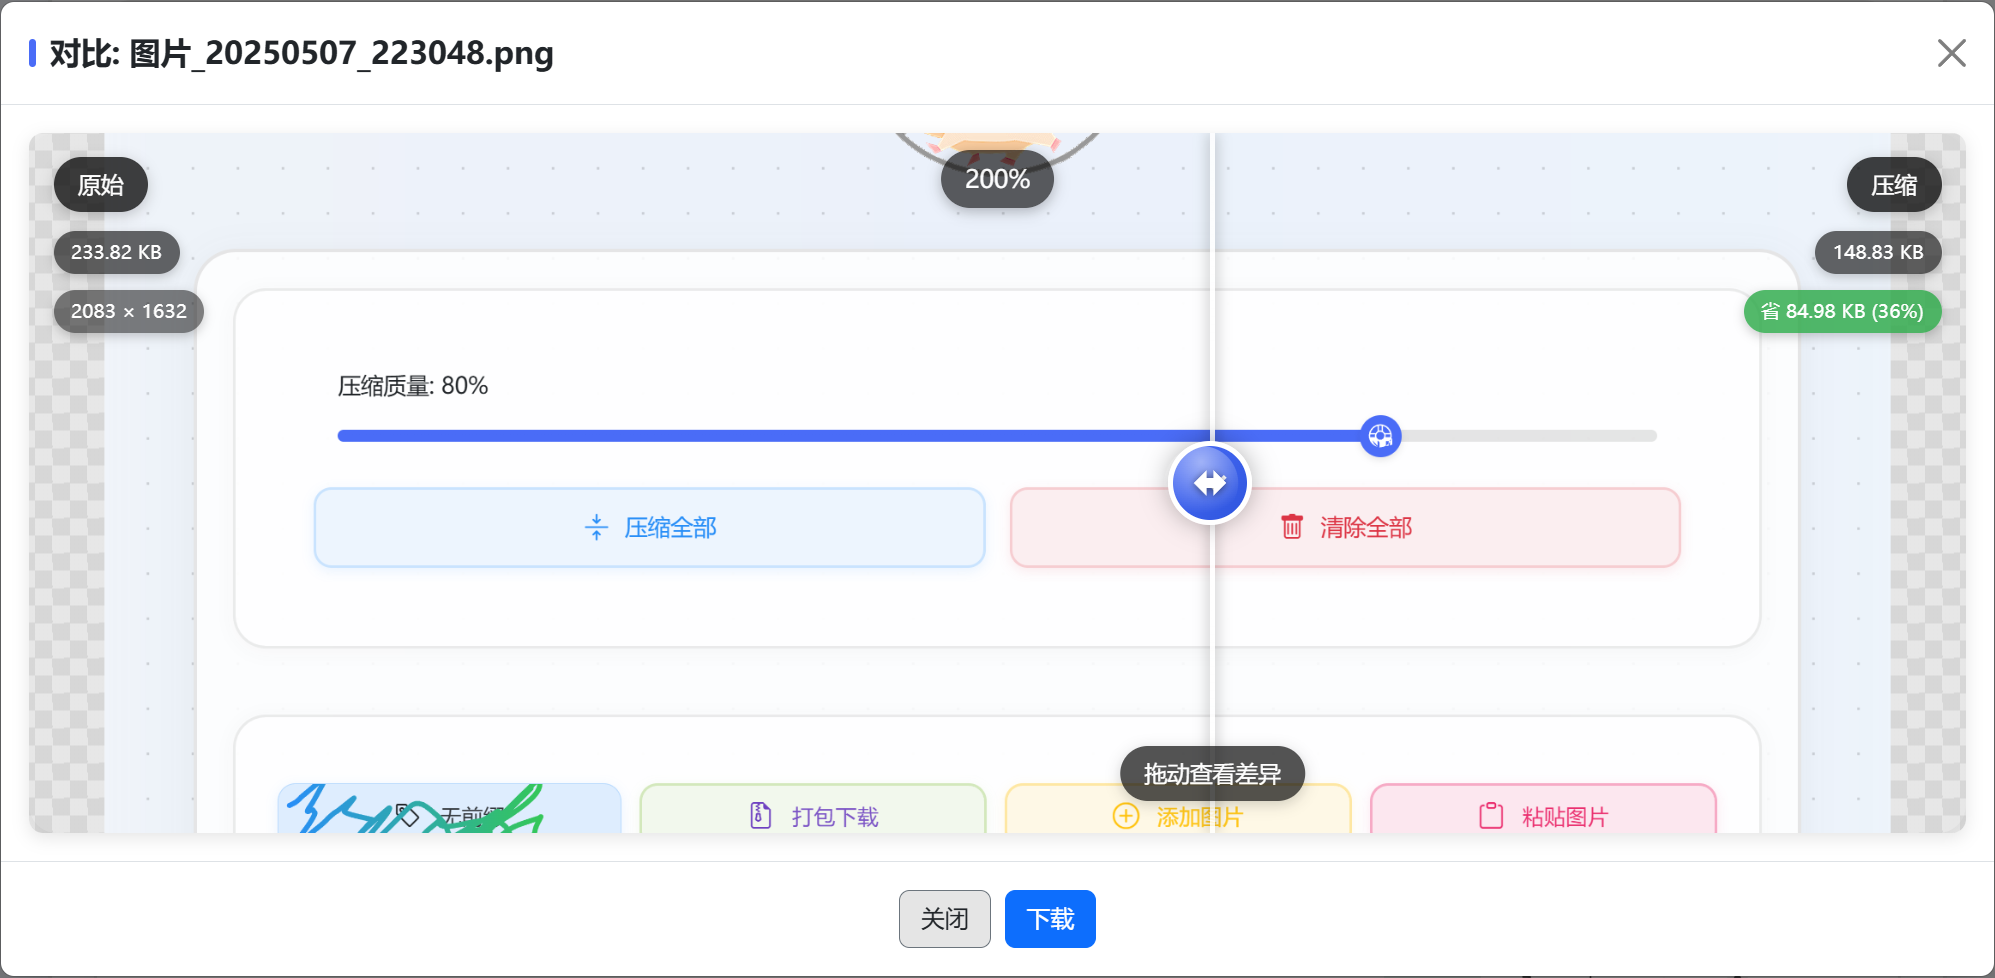 对比: 图片_20250507_223048.png
原始
200%
压缩
233.82 KB
148.83 KB
2083 × 1632
省 84.98 KB (36%)
压缩质量: 80%
压缩全部
清除全部
拖动查看差异
无前缀
打包下载
添加图片
粘贴图片
关闭
下载